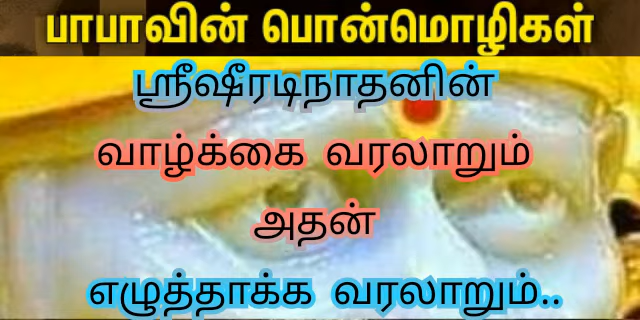 பாபாவின் பொன்மொழிகள்
ஸ்ரீஷீரடிநாதனின்
வாழ்க்கை வரலாறும்
அதன்
எழுத்தாக்க வரலாறும்..